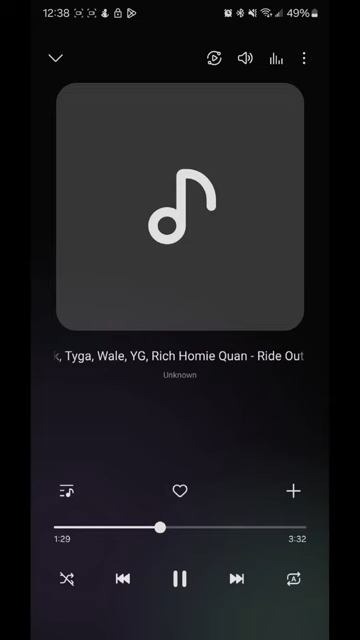 12:38
49%
, Tyga, Wale, YG, Rich Homie Quan - Ride Out
Unknown
1:29
3:32
A